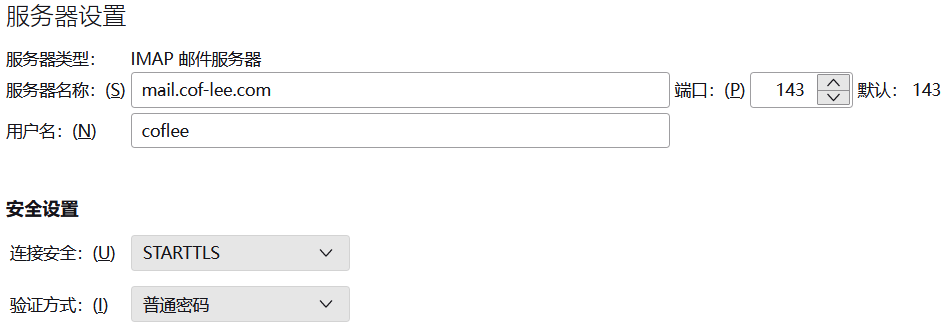 服务器设置
服务器类型： IMAP 邮件服务器
服务器名称：(S) mail.cof-lee.com 端口：(P) 143 默认： 143
用户名：(N) coflee
安全设置
连接安全：(U) STARTTLS
验证方式：(I) 普通密码